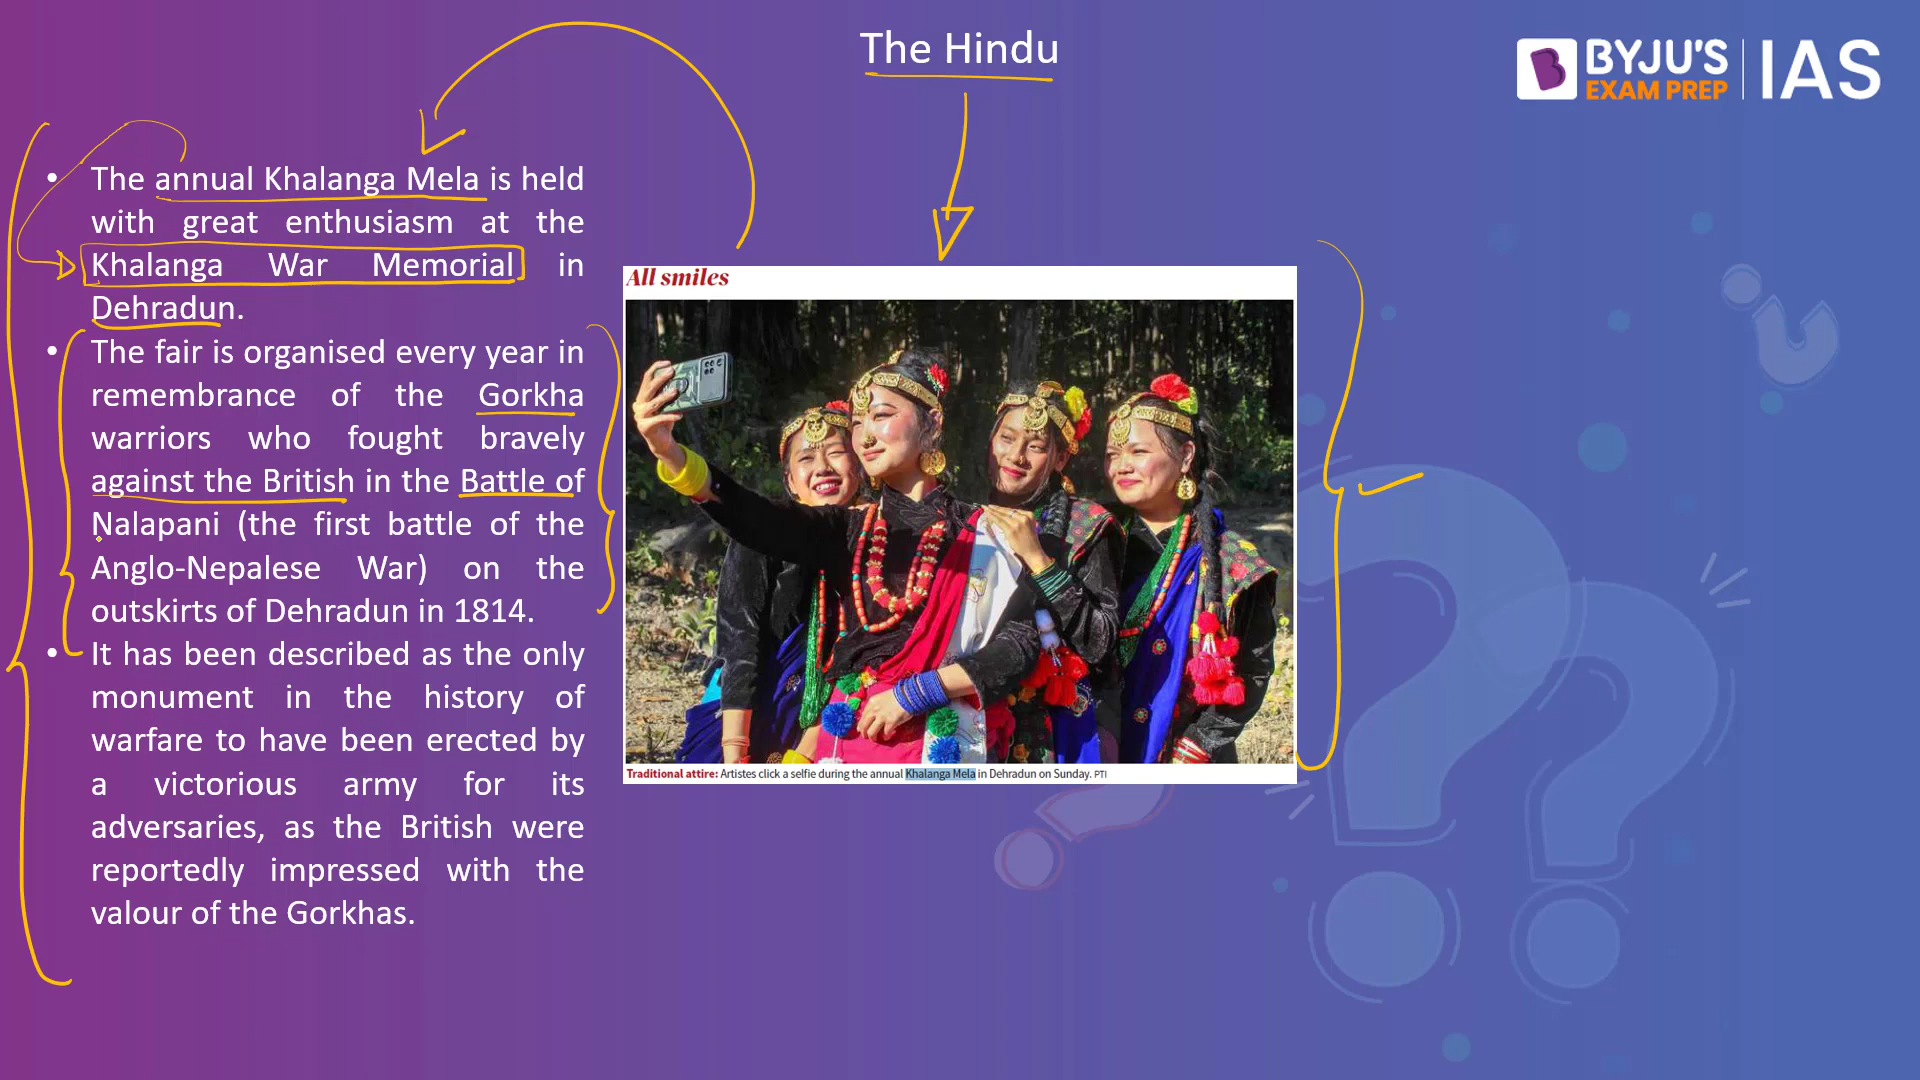 The Hindu
BYJU'S
EXAM PREP
IAS
• The annual Khalanga Mela is held
with great enthusiasm at the
Khalanga War Memorial in
Dehradun.
• The fair is organised every year in
remembrance of the Gorkha
warriors who fought bravely
against the British in the Battle of
Nalapani (the first battle of the
Anglo-Nepalese War) on the
outskirts of Dehradun in 1814.
• It has been described as the only
monument in the history of
warfare to have been erected by
a victorious army for its
adversaries, as the British were
reportedly impressed with the
valour of the Gorkhas.
All smiles
Traditional attire: Artistes click a selfie during the annual Khalanga Mela in Dehradun on Sunday. PTI